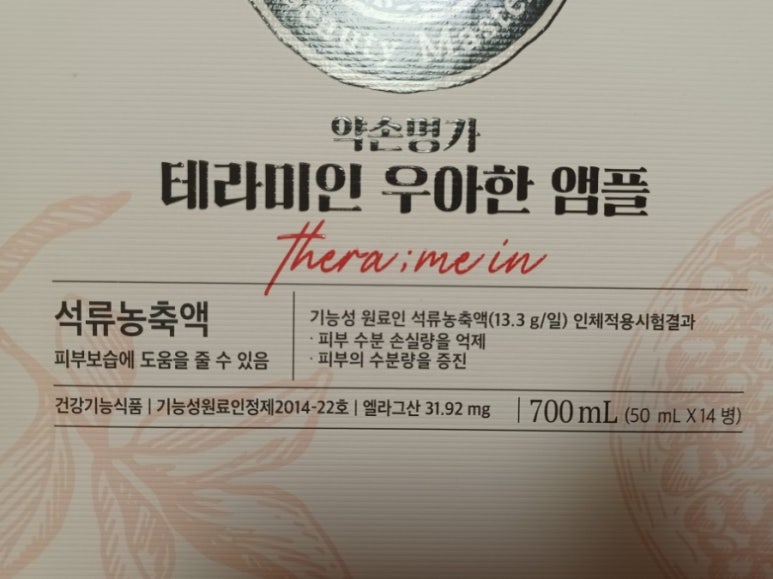 Beauty Master
약손명가
테라미인 우아한 앰플
thera;mein
석류농축액
피부보습에 도움을 줄 수 있음
기능성 원료인 석류농축액(13.3 g/일) 인체적용시험결과
· 피부 수분 손실량을 억제
· 피부의 수분량을 증진
건강기능식품 | 기능성원료인정제2014-22호 | 엘라그산 31.92 mg | 700 mL (50 mL X 14 병)